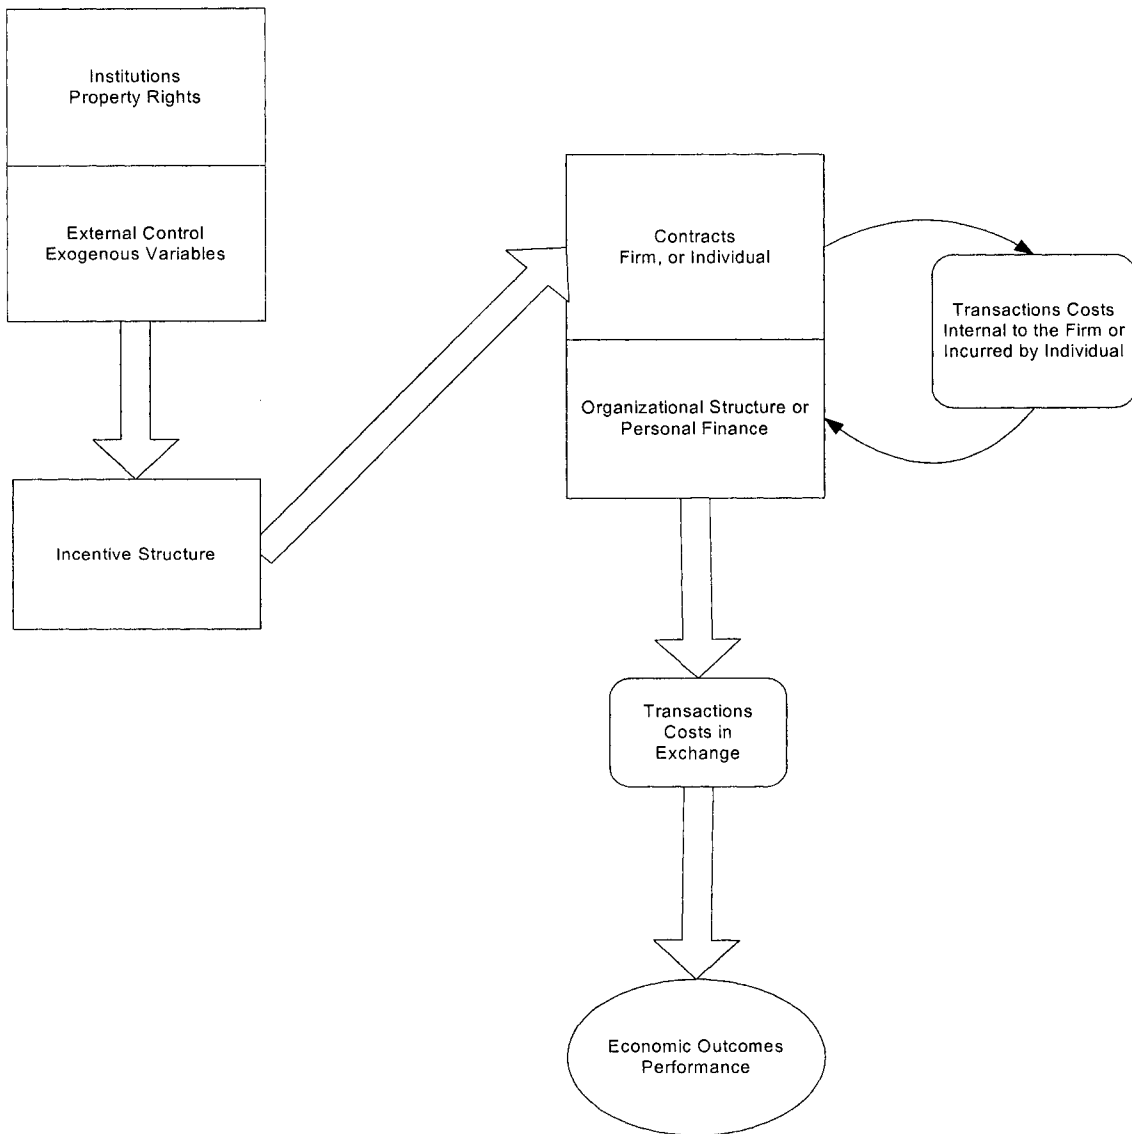 Institutions
Property Rights
External Control
Exogenous Variables
Incentive Structure
Contracts
Firm, or Individual
Organizational Structure or
Personal Finance
Transactions Costs
Internal to the Firm or
Incurred by Individual
Transactions
Costs in
Exchange
Economic Outcomes
Performance